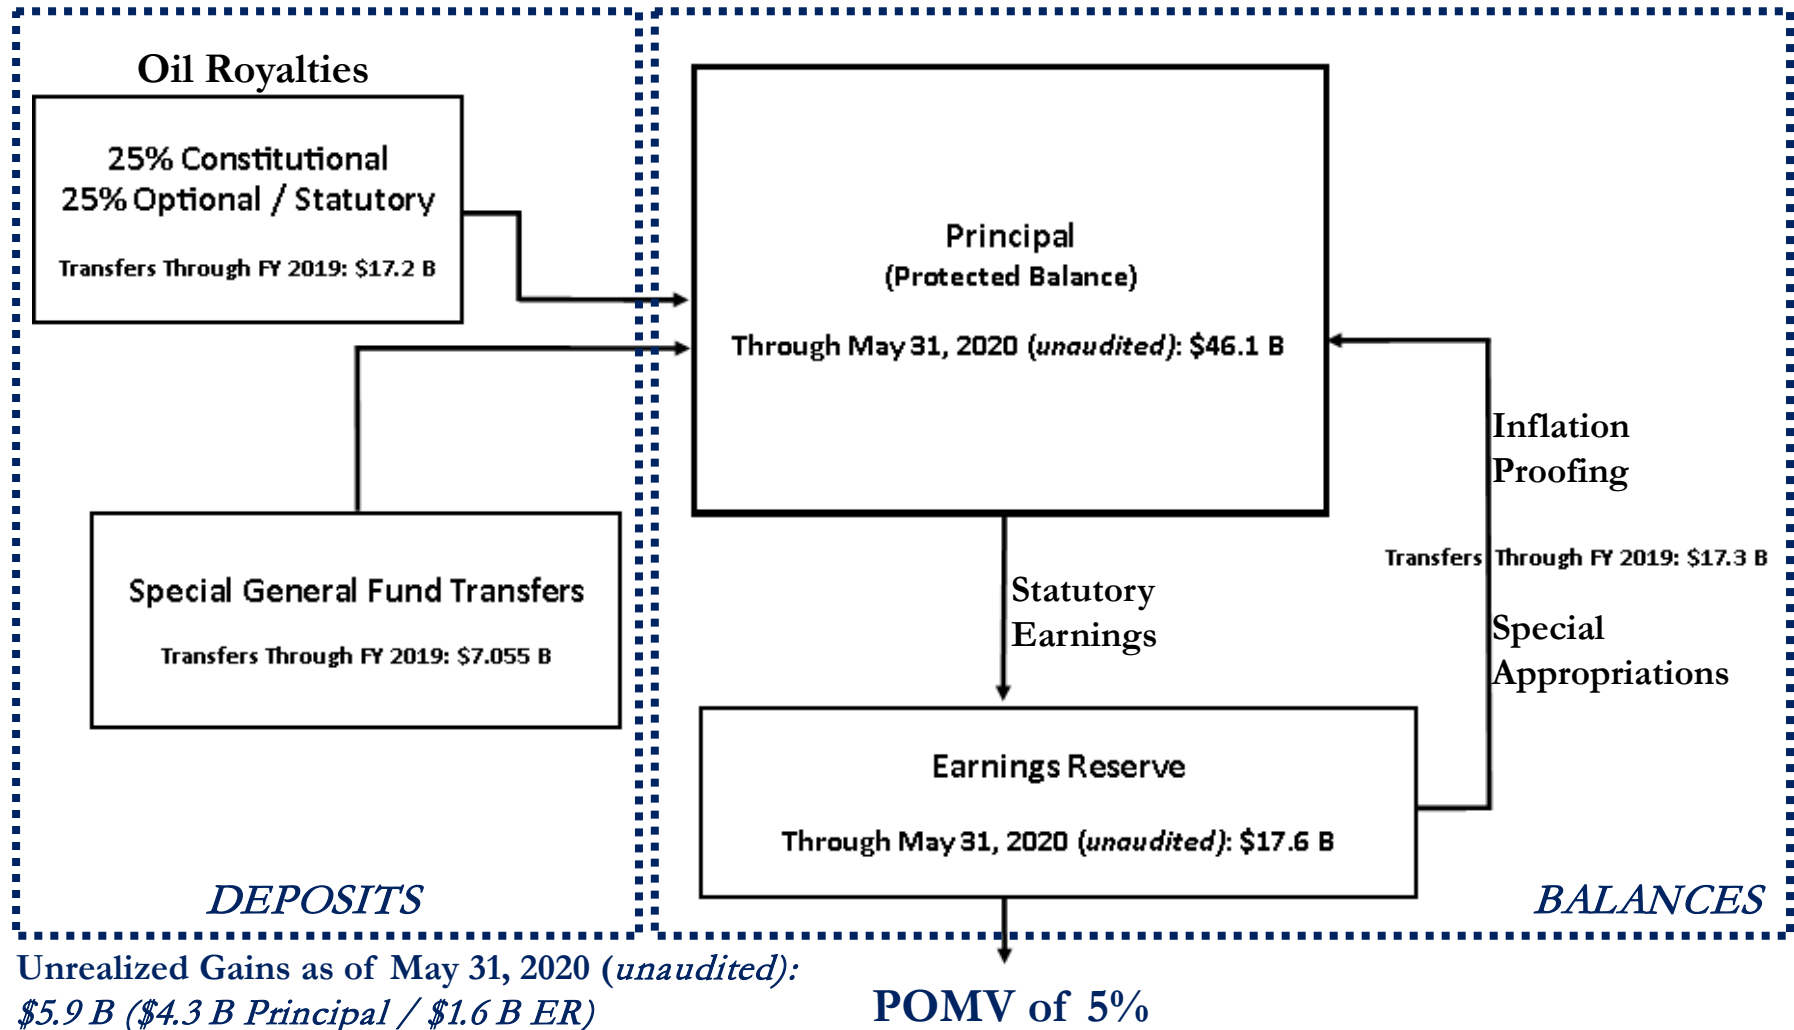 Oil Royalties
25% Constitutional
25% Optional / Statutory
Transfers Through FY 2019: $17.2 B
Special General Fund Transfers
Transfers Through FY 2019: $7.055 B
DEPOSITS
Principal
(Protected Balance)
Through May 31, 2020 (unaudited): $46.1 B
Statutory
Earnings
Inflation
Proofing
Transfers Through FY 2019: $17.3 B
Special
Appropriations
Earnings Reserve
Through May 31, 2020 (unaudited): $17.6 B
BALANCES
Unrealized Gains as of May 31, 2020 (unaudited):
$5.9 B ($4.3 B Principal / $1.6 B ER)
POMV of 5%